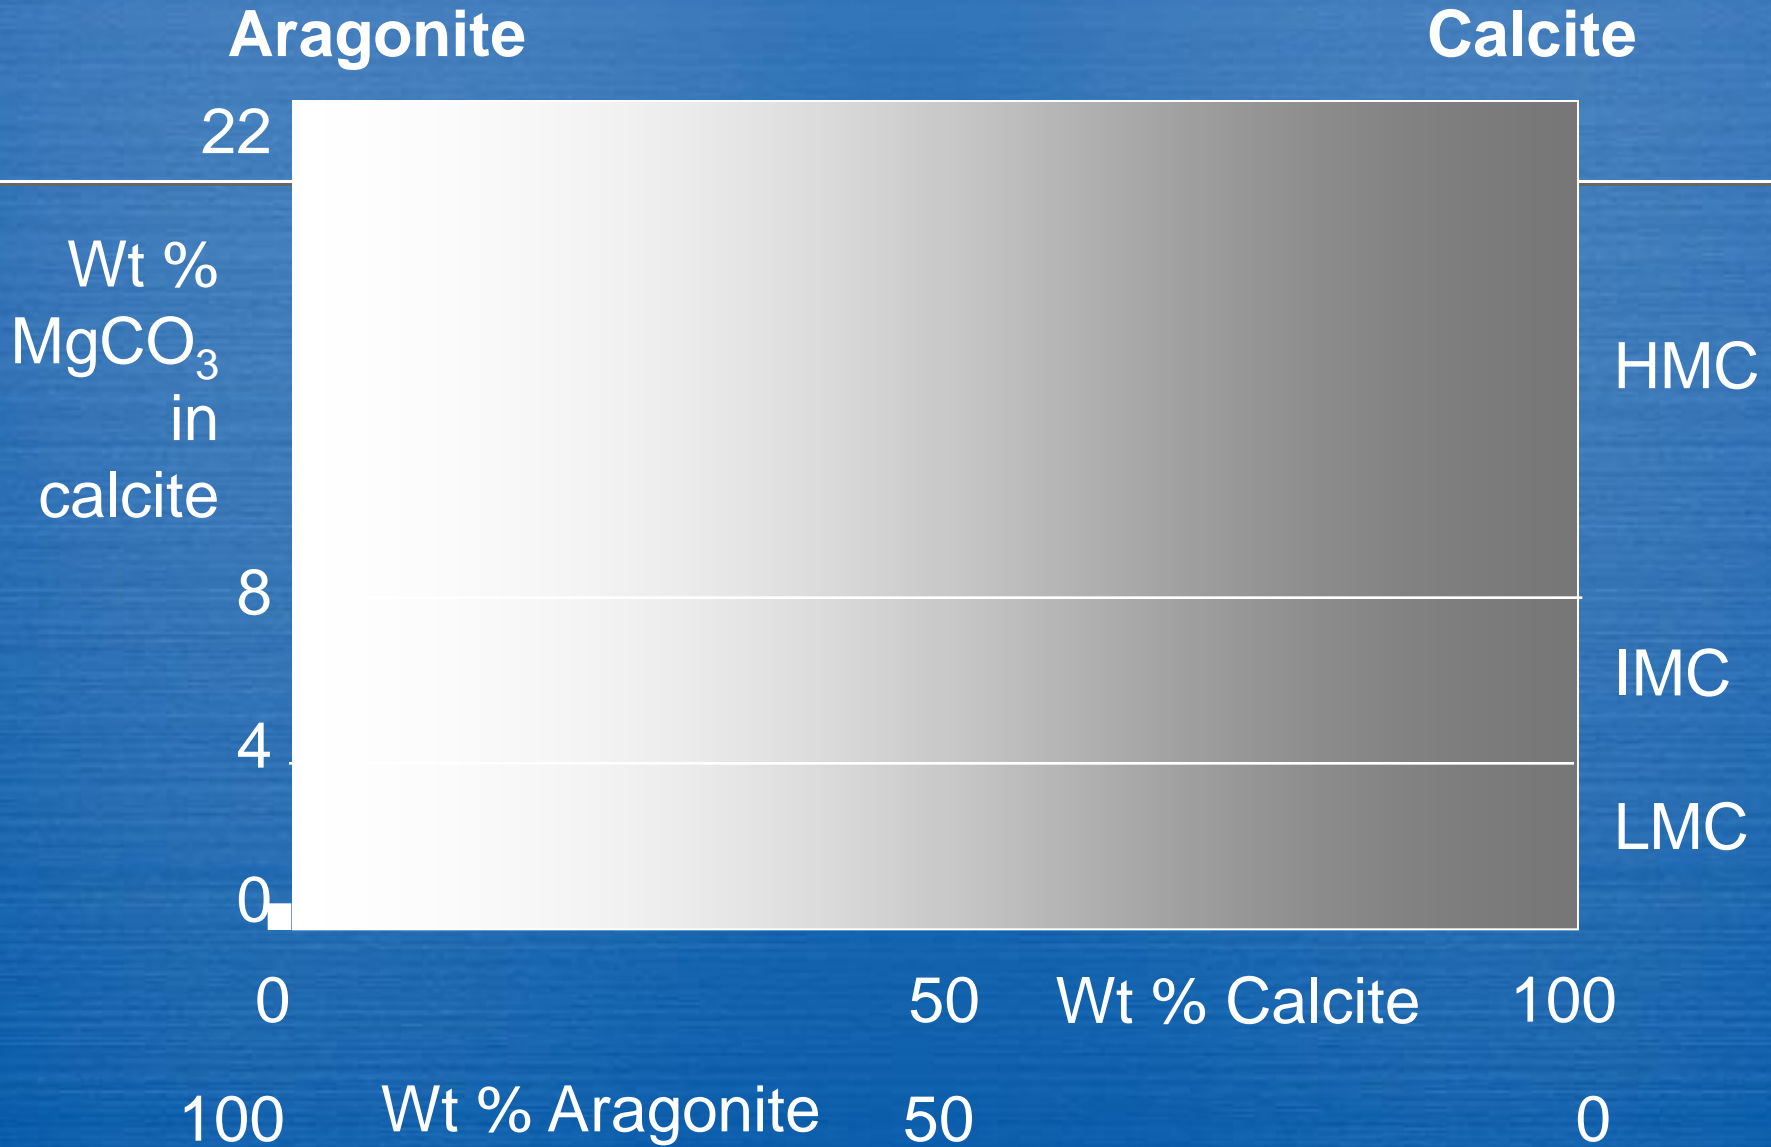 Aragonite Calcite
22
Wt %
MgCO₃
in
calcite
HMC
8
IMC
4
LMC
0
0 50 Wt % Calcite 100
100 Wt % Aragonite 50 0